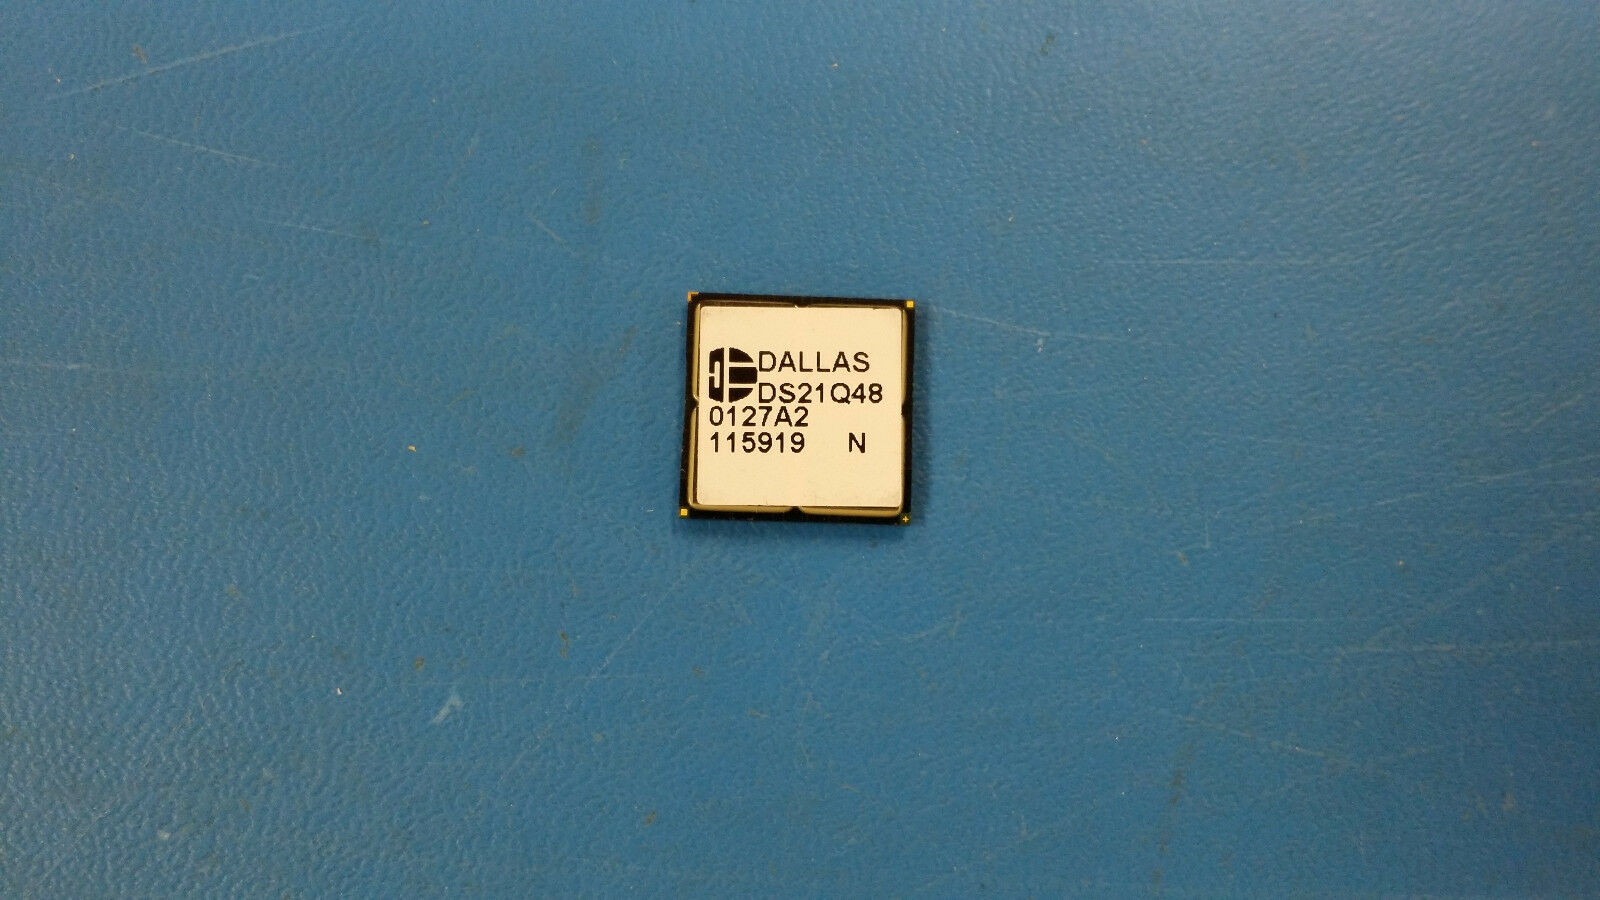 DALLAS
DS21Q48
0127A2
115919 N